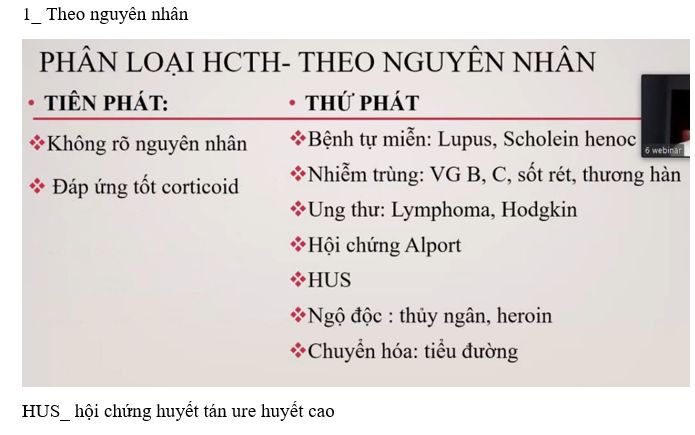 1_ Theo nguyên nhân
PHÂN LOẠI HCTH- THEO NGUYÊN NHÂN
• TIÊN PHÁT:
❖Không rõ nguyên nhân
❖ Đáp ứng tốt corticoid
• THỨ PHÁT
❖Bệnh tự miễn: Lupus, Scholein henoc
❖Nhiễm trùng: VG B, C, sốt rét, thương hàn
❖Ung thư: Lymphoma, Hodgkin
❖Hội chứng Alport
❖HUS
❖Ngộ độc : thủy ngân, heroin
❖Chuyển hóa: tiểu đường
6 webinar
HUS_ hội chứng huyết tán ure huyết cao